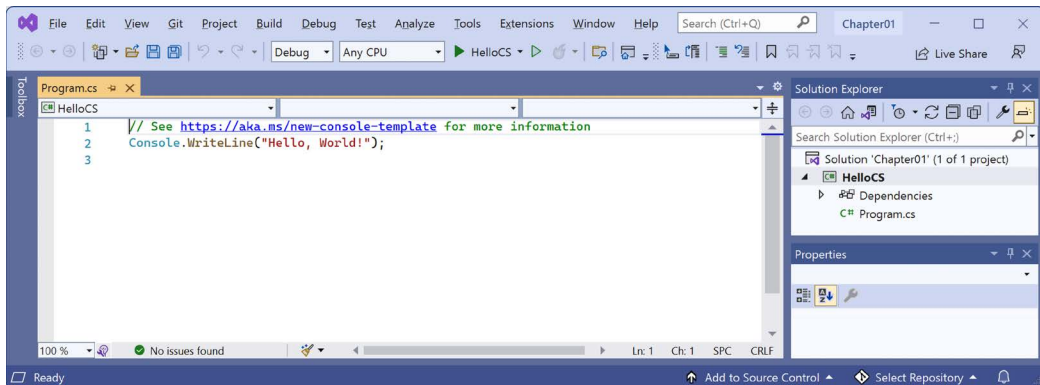 File Edit View Git Project Build Debug Test Analyze Tools Extensions Window Help Search (Ctrl+Q) Chapter01
Debug Any CPU HelloCS Live Share
Toolbox
Program.cs
HelloCS
1 // See https://aka.ms/new-console-template for more information
2 Console.WriteLine("Hello, World!");
3
100 % No issues found Ln: 1 Ch: 1 SPC CRLF
Solution Explorer
Search Solution Explorer (Ctrl+;)
Solution 'Chapter01' (1 of 1 project)
C# HelloCS
Dependencies
C# Program.cs
Properties
Ready Add to Source Control Select Repository